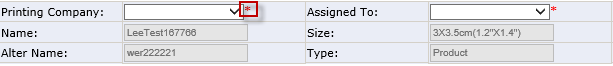 Printing Company: * Assigned To: *
Name: LeeTest167766 Size: 3X3.5cm(1.2"X1.4")
Alter Name: wer222221 Type: Product